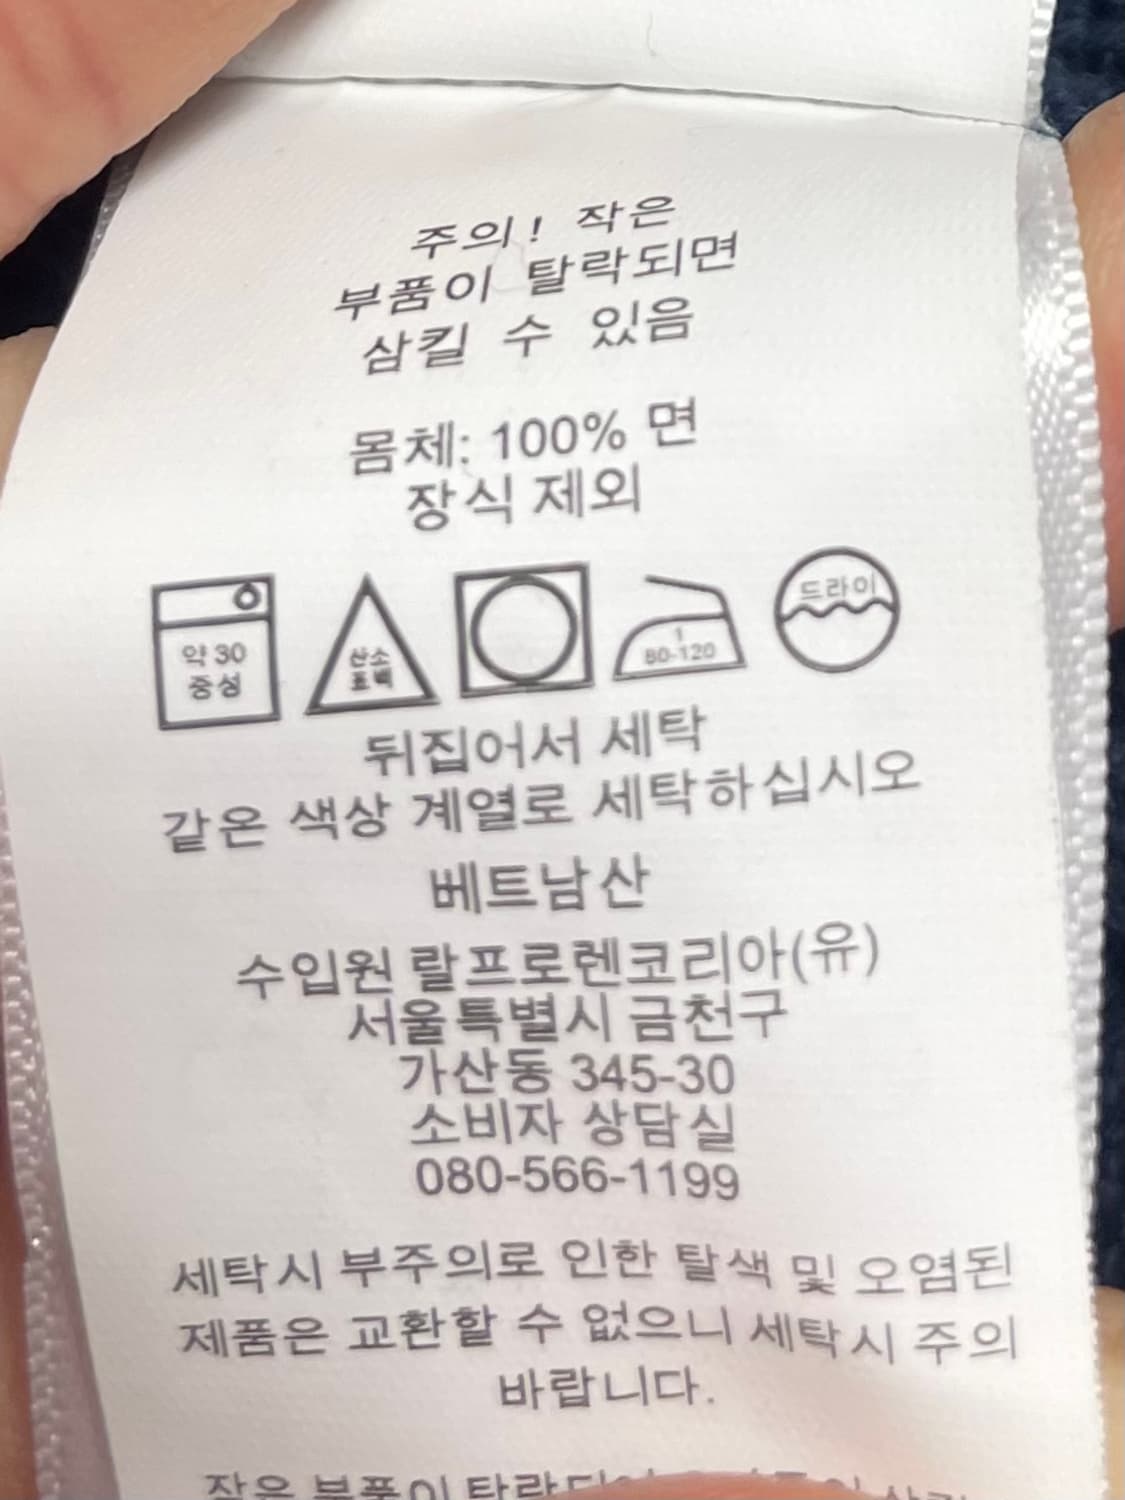 주의! 작은
부품이 탈락되면
삼킬 수 있음
몸체: 100% 면
장식 제외
약 30
중성
산소
표백
1
80-120
드라이
뒤집어서 세탁
같은 색상 계열로 세탁하십시오
베트남산
수입원 랄프로렌코리아(유)
서울특별시 금천구
가산동 345-30
소비자 상담실
080-566-1199
세탁시 부주의로 인한 탈색 및 오염된
제품은 교환할 수 없으니 세탁시 주의
바랍니다.
작은 부품이